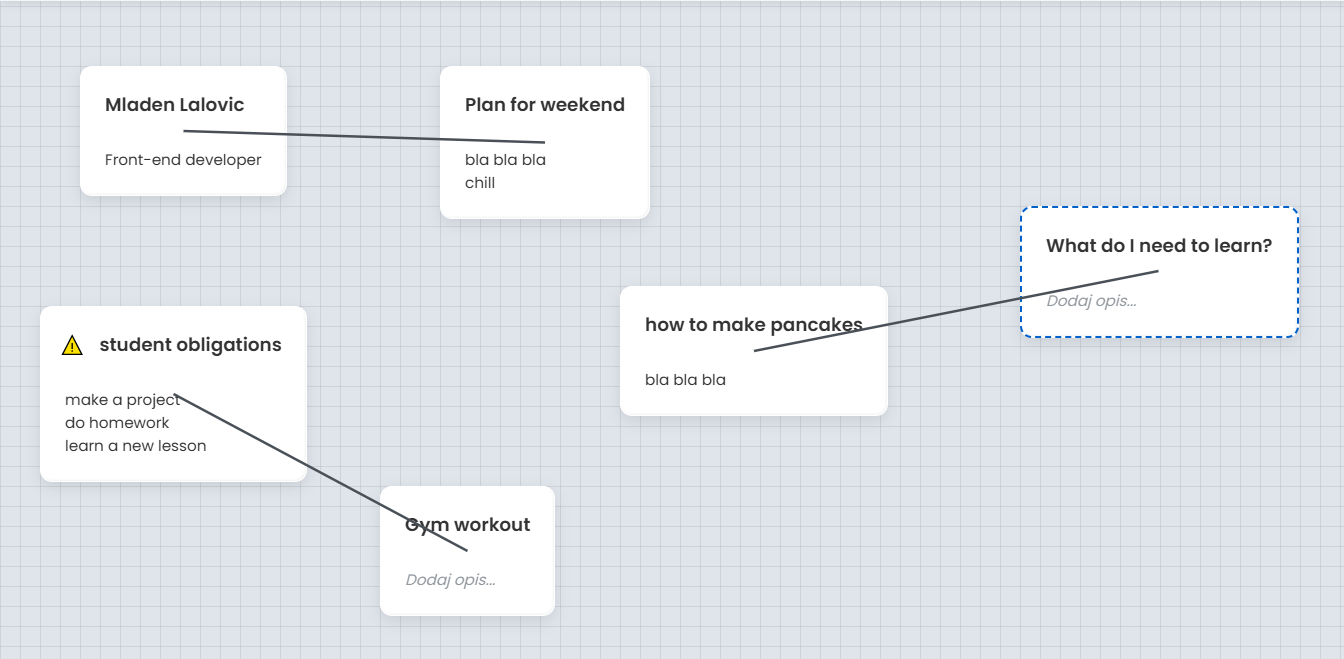 Mladen Lalovic
Front-end developer
Plan for weekend
bla bla bla
chill
What do I need to learn?
Dodaj opis...
how to make pancakes
bla bla bla
student obligations
make a project
do homework
learn a new lesson
Gym workout
Dodaj opis...